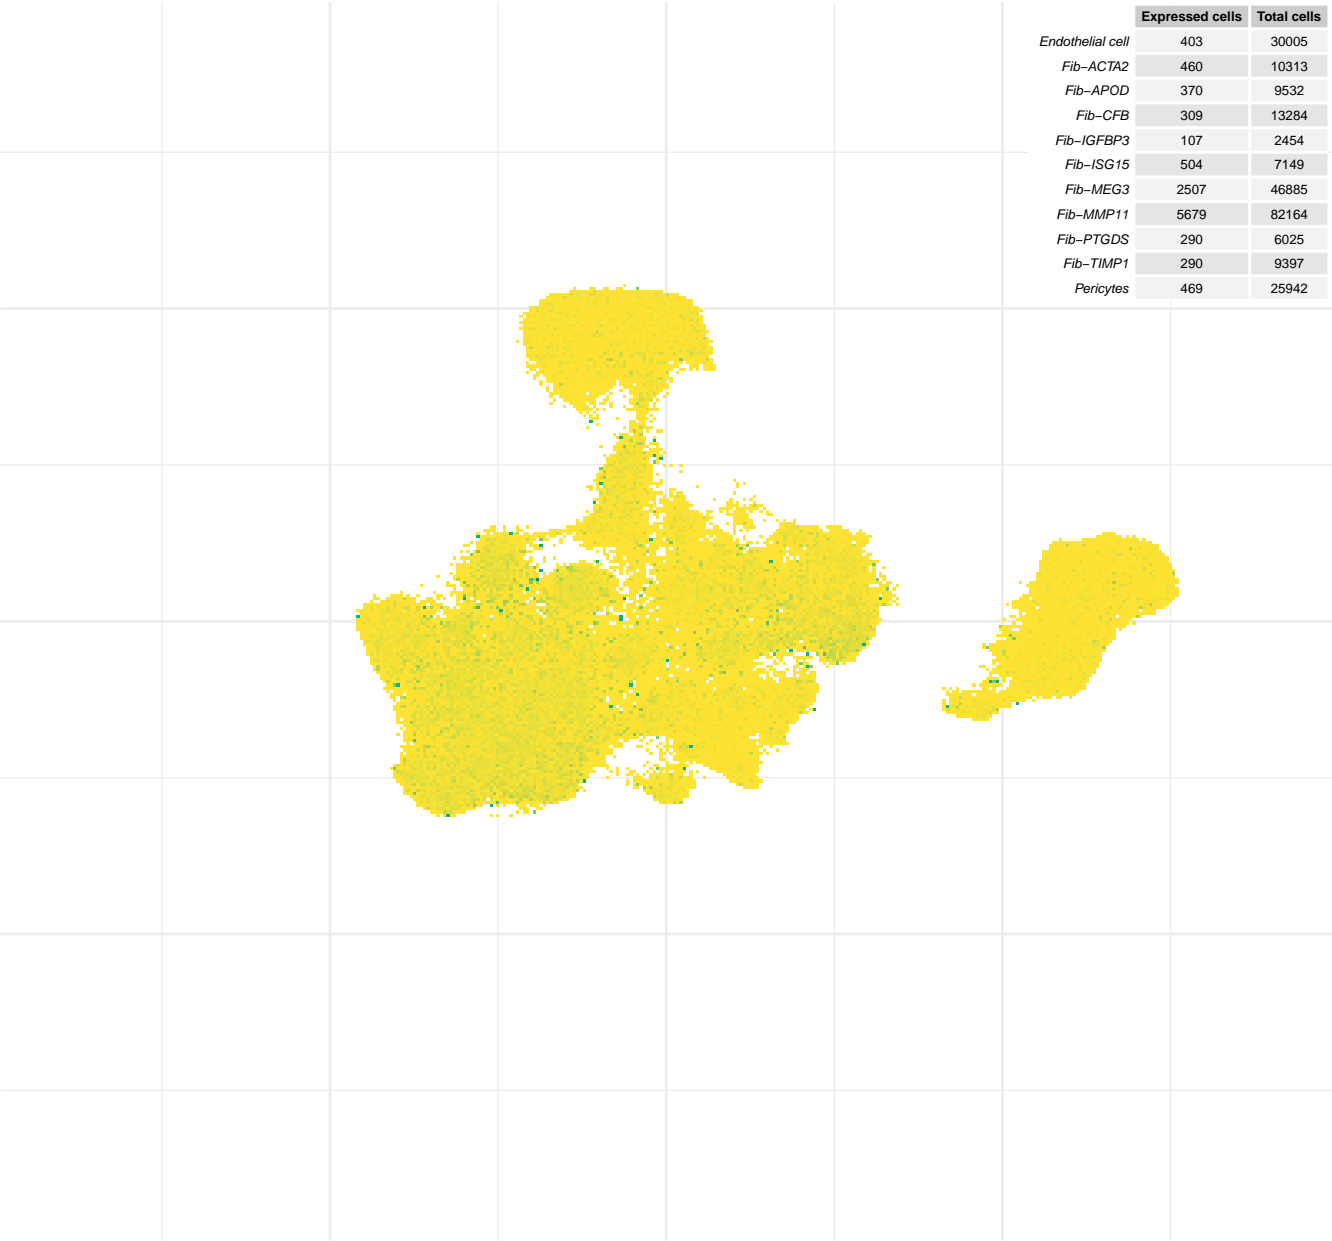 Expressed cells Total cells
Endothelial cell 403 30005
Fib−ACTA2 460 10313
Fib−APOD 370 9532
Fib−CFB 309 13284
Fib−IGFBP3 107 2454
Fib−ISG15 504 7149
Fib−MEG3 2507 46885
Fib−MMP11 5679 82164
Fib−PTGDS 290 6025
Fib−TIMP1 290 9397
Pericytes 469 25942